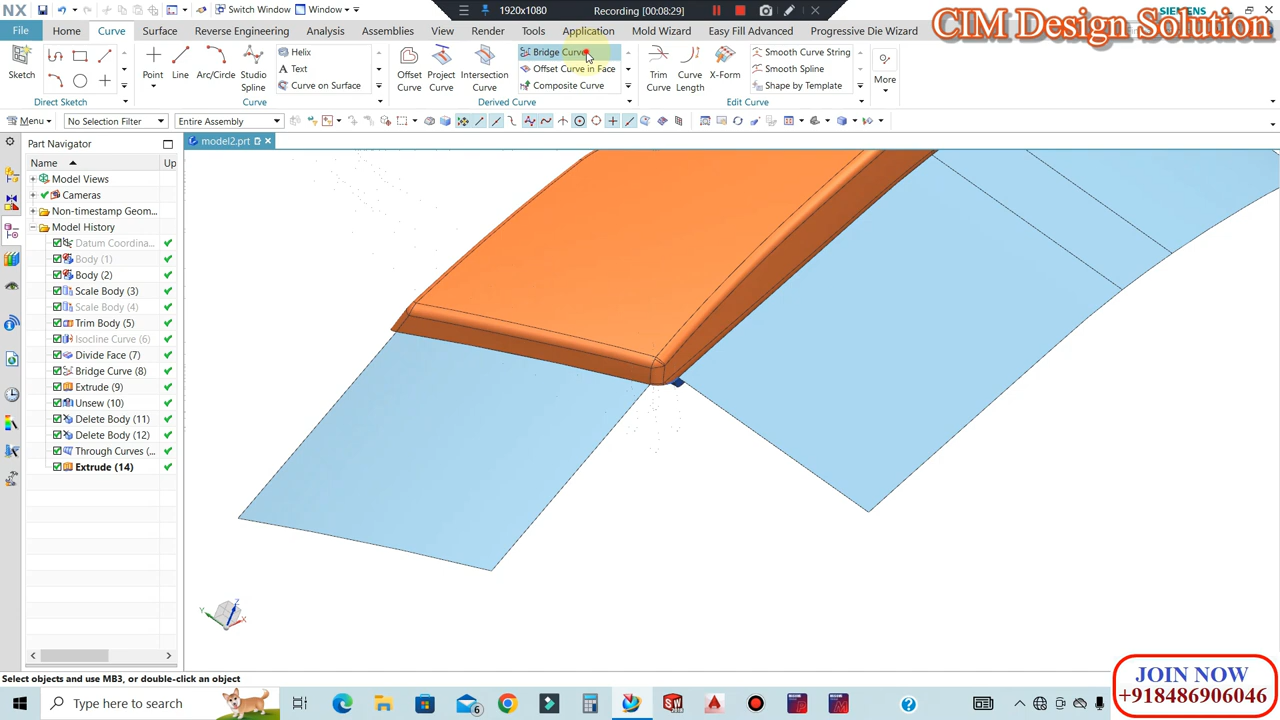 NX
Switch Window
Window
1920x1080
Recording [00:08:29]
CIM Design Solution
File
Home
Curve
Surface
Reverse Engineering
Analysis
Assemblies
View
Render
Tools
Application
Mold Wizard
Easy Fill Advanced
Progressive Die Wizard
Sketch
Direct Sketch
Point
Line
Arc/Circle
Studio
Spline
Helix
Text
Curve on Surface
Curve
Offset
Curve
Project
Curve
Intersection
Curve
Bridge Curve
Offset Curve in Face
Composite Curve
Derived Curve
Trim
Curve
Curve
Length
X-Form
Smooth Curve String
Smooth Spline
Shape by Template
Edit Curve
More
Menu
No Selection Filter
Entire Assembly
Part Navigator
model2.prt
Name
Up
Model Views
Cameras
Non-timestamp Geom...
Model History
Datum Coordina...
Body (1)
Body (2)
Scale Body (3)
Scale Body (4)
Trim Body (5)
Isocline Curve (6)
Divide Face (7)
Bridge Curve (8)
Extrude (9)
Unsew (10)
Delete Body (11)
Delete Body (12)
Through Curves (...
Extrude (14)
Z
Y
X
Select objects and use MB3, or double-click an object
JOIN NOW
+918486906046
Type here to search
6